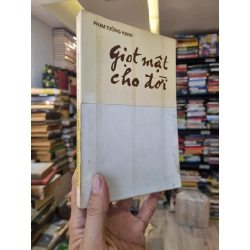 PHẠM TƯỜNG HẠNH
giọt mật
cho đời